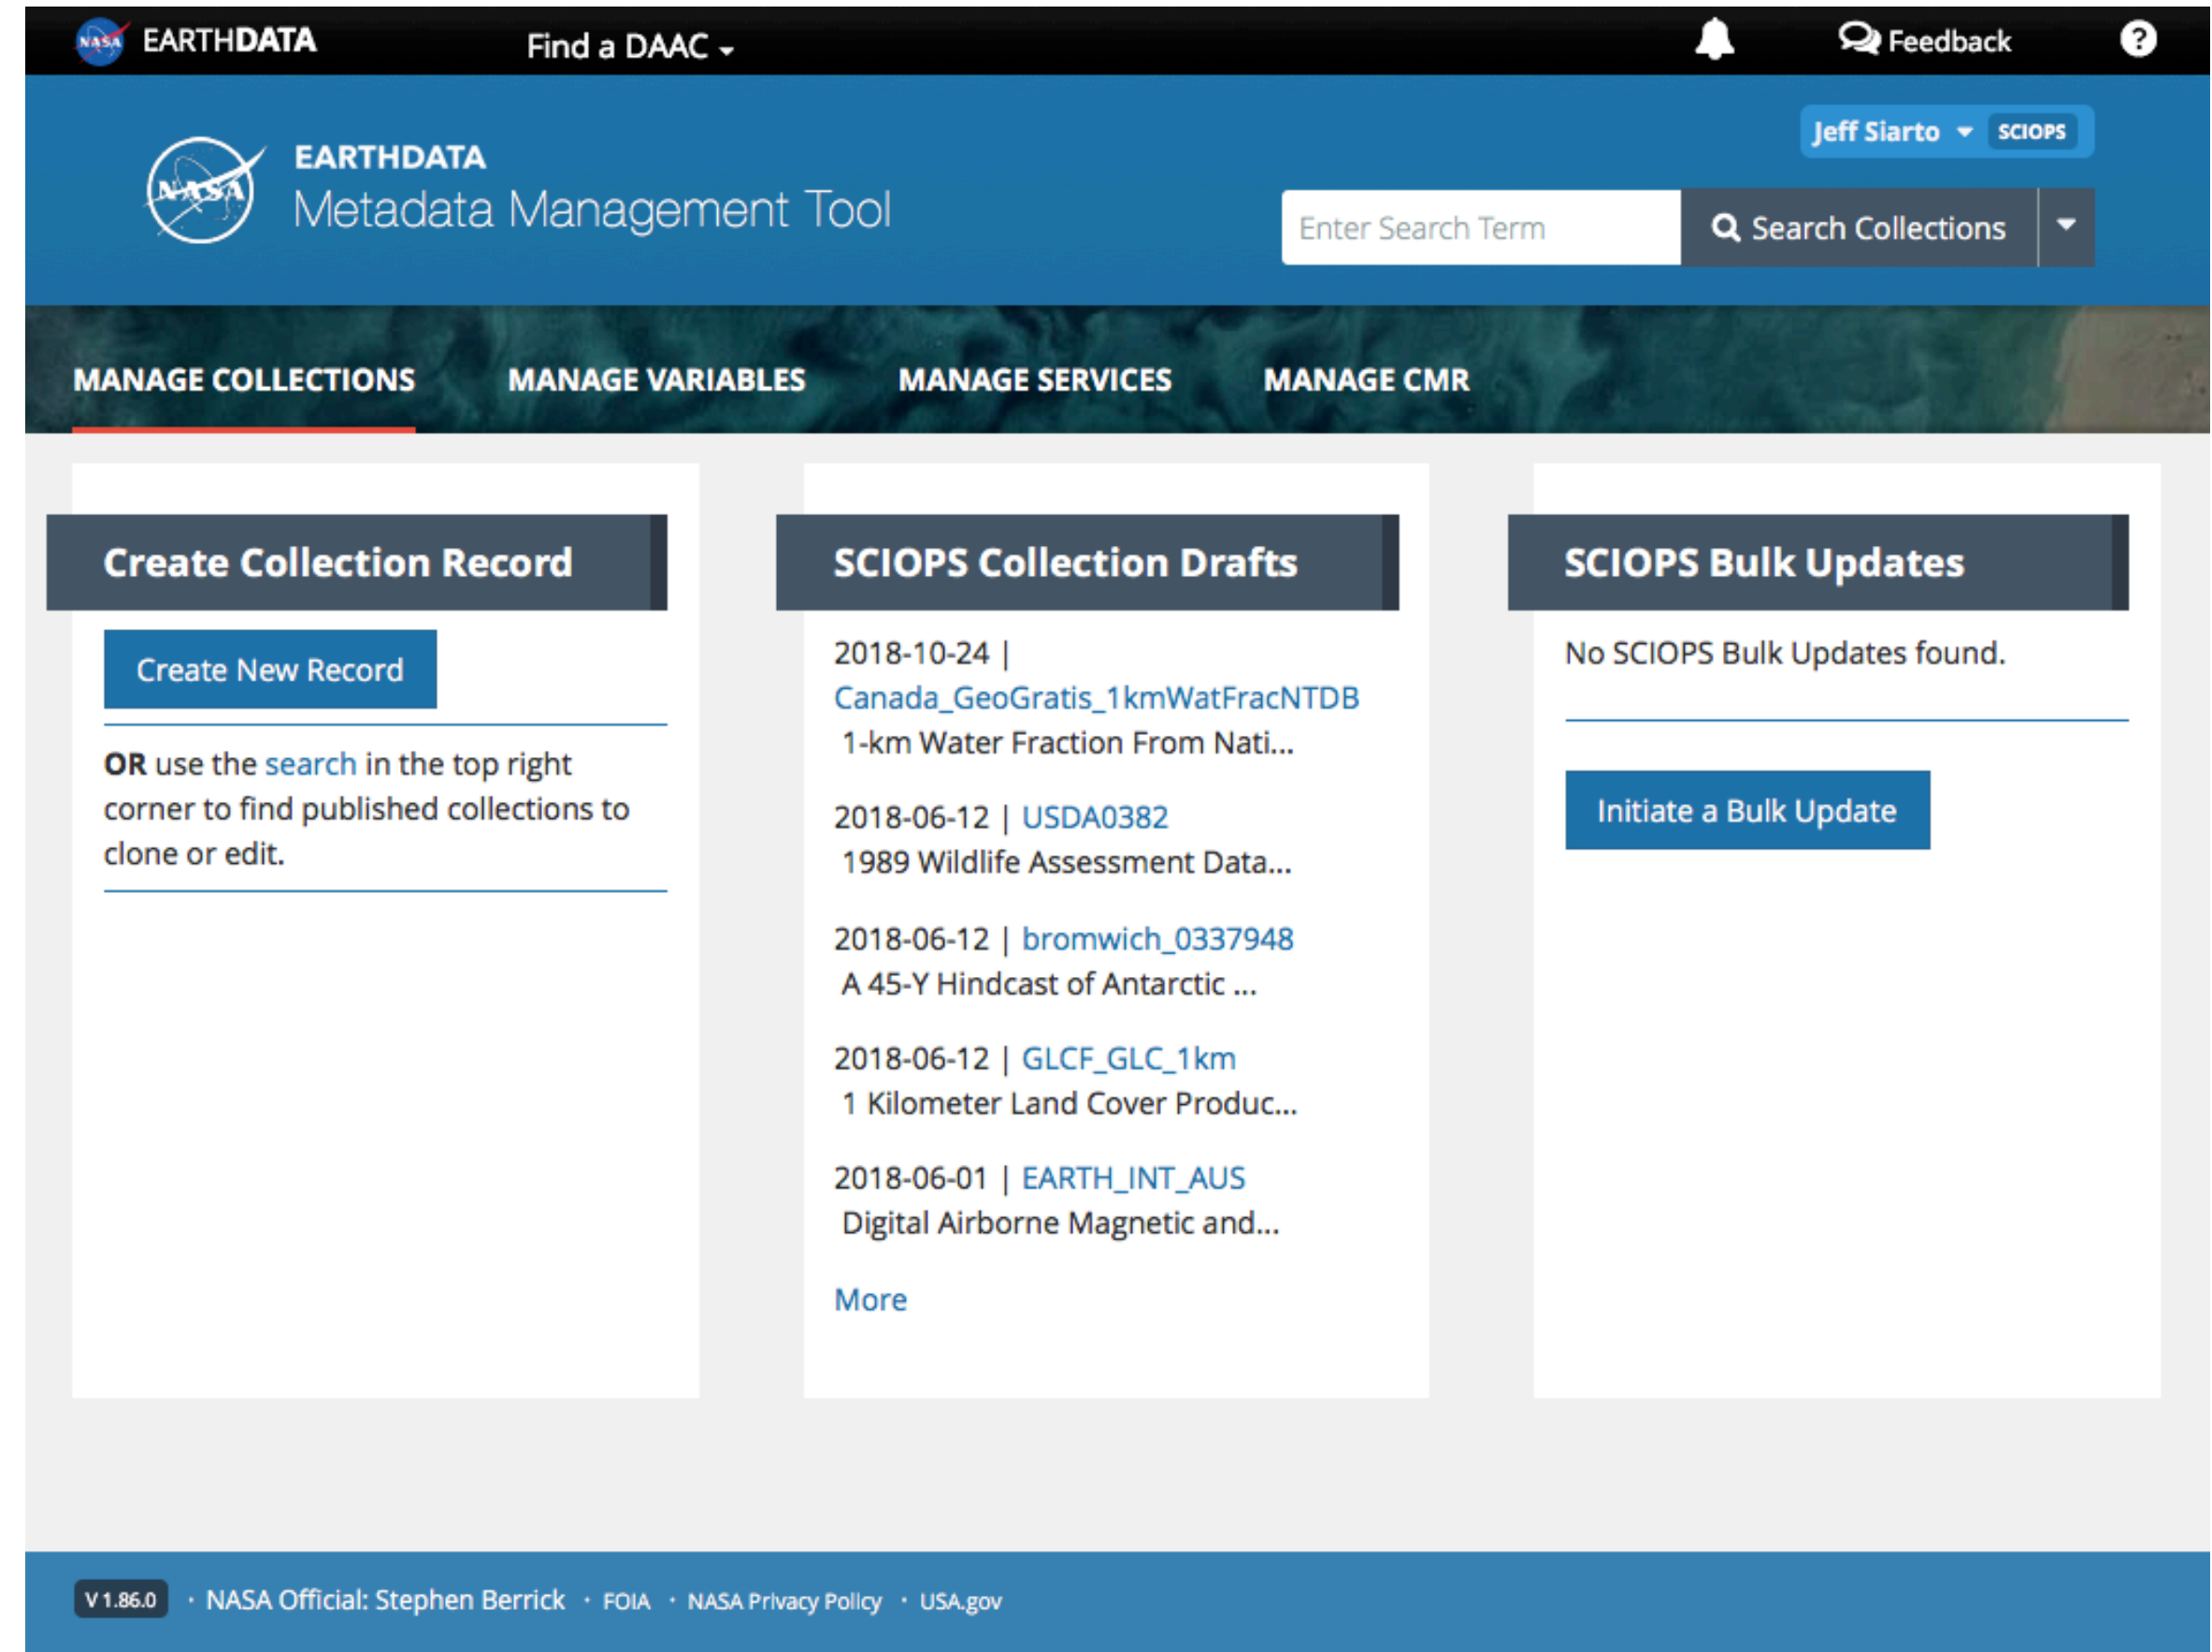 NASA EARTHDATA
Find a DAAC
Feedback
?
Jeff Siarto SCIOPS
NASA
EARTHDATA
Metadata Management Tool
Enter Search Term
Search Collections
MANAGE COLLECTIONS
MANAGE VARIABLES
MANAGE SERVICES
MANAGE CMR
Create Collection Record
Create New Record
OR use the search in the top right
corner to find published collections to
clone or edit.
SCIOPS Collection Drafts
2018-10-24 |
Canada_GeoGratis_1kmWatFracNTDB
1-km Water Fraction From Nati...
2018-06-12 | USDA0382
1989 Wildlife Assessment Data...
2018-06-12 | bromwich_0337948
A 45-Y Hindcast of Antarctic ...
2018-06-12 | GLCF_GLC_1km
1 Kilometer Land Cover Produc...
2018-06-01 | EARTH_INT_AUS
Digital Airborne Magnetic and...
More
SCIOPS Bulk Updates
No SCIOPS Bulk Updates found.
Initiate a Bulk Update
V 1.86.0 · NASA Official: Stephen Berrick · FOIA · NASA Privacy Policy · USA.gov